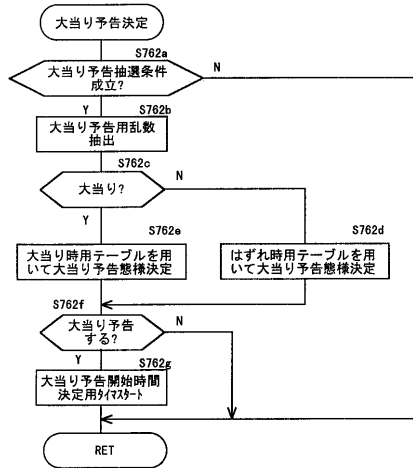 大当り予告決定
S762a
大当り予告抽選条件
成立?
N
Y
S762b
大当り予告用乱数
抽出
S762c
大当り?
N
Y
S762e
大当り時用テーブルを用
いて大当り予告態様決定
S762d
はずれ時用テーブルを用
いて大当り予告態様決定
S762f
大当り予告
する?
N
Y
S762g
大当り予告開始時間
決定用ﾀｲﾏｽﾀｰﾄ
RET